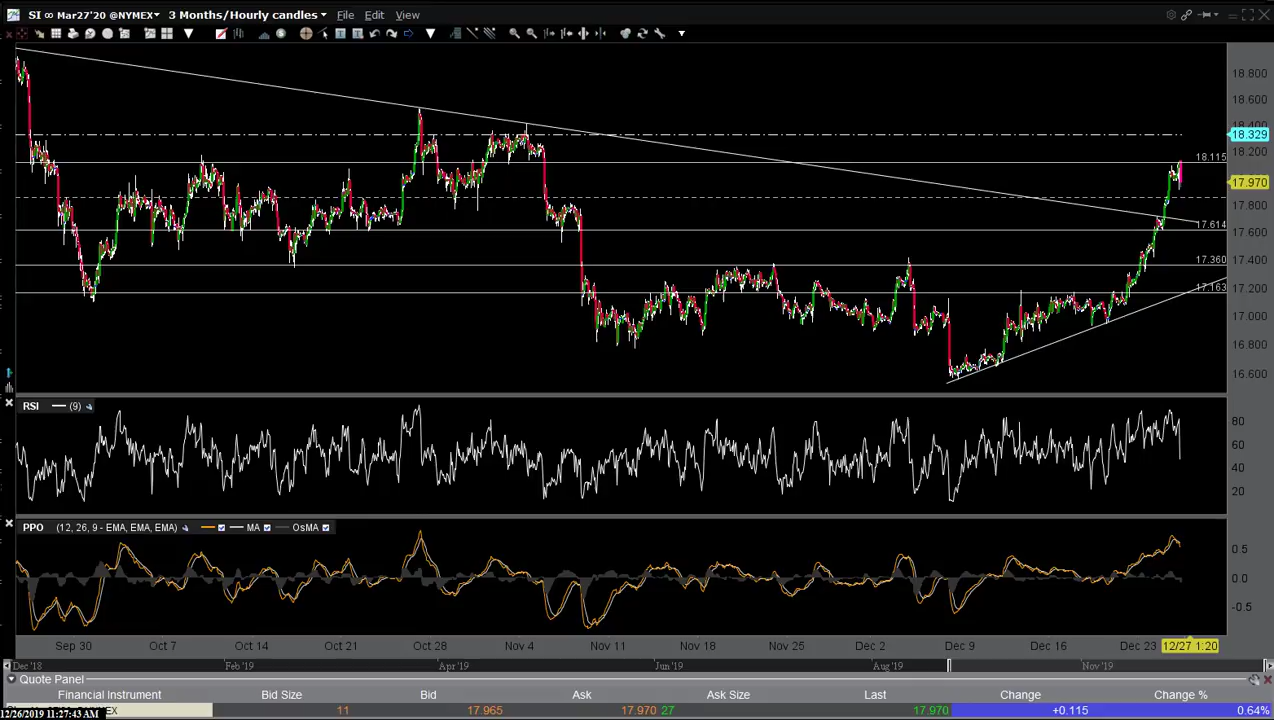 SI ∞ Mar27'20 @NYMEX 3 Months/Hourly candles File Edit View
18.800
18.600
18.400
18.329
18.115
18.200
17.970
17.800
17.614
17.600
17.360
17.400
17.163
17.200
17.000
16.800
16.600
RSI (9)
80
60
40
20
PPO (12, 26, 9 - EMA, EMA, EMA) MA OsMA
0.5
0.0
-0.5
Sep 30 Oct 7 Oct 14 Oct 21 Oct 28 Nov 4 Nov 11 Nov 18 Nov 25 Dec 2 Dec 9 Dec 16 Dec 23 12/27 1:20
Dec '18 Feb '19 Apr '19 Jun '19 Aug '19 Nov '19
Quote Panel
Financial Instrument Bid Size Bid Ask Ask Size Last Change Change %
11 17.965 17.970 27 17.970 +0.115 0.64%
12/26/2019 11:27:43 AM